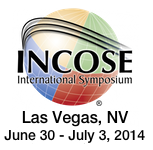 INCOSE
International Symposium
®
Las Vegas, NV
June 30 - July 3, 2014